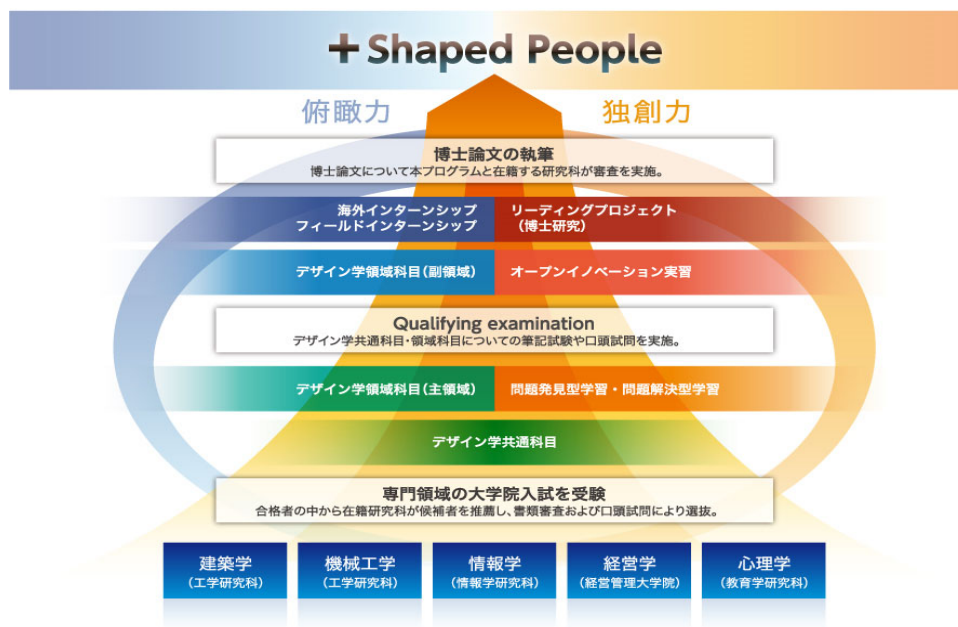 +Shaped People
俯瞰力
独創力
博士論文の執筆
博士論文について本プログラムと在籍する研究科が審査を実施。
海外インターンシップ
フィールドインターンシップ
リーディングプロジェクト
（博士研究）
デザイン学領域科目（副領域）
オープンイノベーション実習
Qualifying examination
デザイン学共通科目・領域科目についての筆記試験や口頭試問を実施。
デザイン学領域科目（主領域）
問題発見型学習・問題解決型学習
デザイン学共通科目
専門領域の大学院入試を受験
合格者の中から在籍研究科が候補者を推薦し、書類審査および口頭試問により選抜。
建築学
（工学研究科）
機械工学
（工学研究科）
情報学
（情報学研究科）
経営学
（経営管理大学院）
心理学
（教育学研究科）